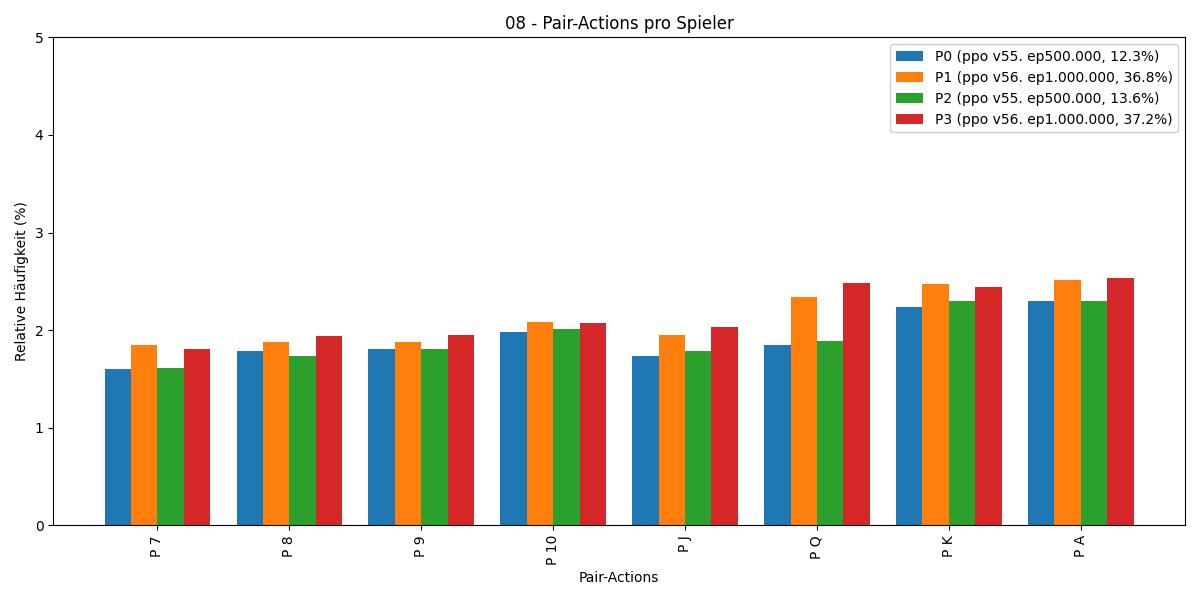 08 - Pair-Actions pro Spieler
P0 (ppo v55. ep500.000, 12.3%)
P1 (ppo v56. ep1.000.000, 36.8%)
P2 (ppo v55. ep500.000, 13.6%)
P3 (ppo v56. ep1.000.000, 37.2%)
Relative Häufigkeit (%)
5
4
3
2
1
0
P 7
P 8
P 9
P 10
P J
P Q
P K
P A
Pair-Actions